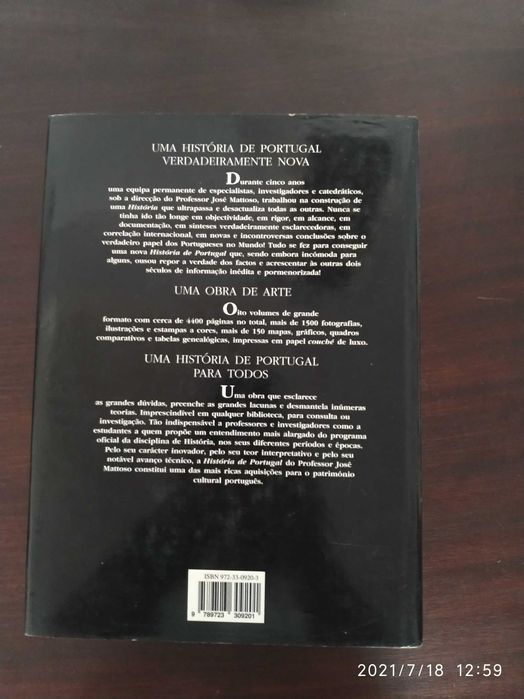 UMA HISTÓRIA DE PORTUGAL
VERDADEIRAMENTE NOVA
Durante cinco anos
uma equipa permanente de especialistas, investigadores e catedráticos,
sob a direcção do Professor José Mattoso, trabalhou na construção de
uma História que ultrapassa e desactualiza todas as outras. Nunca se
tinha ido tão longe em objectividade, em rigor, em alcance, em
documentação, em sínteses verdadeiramente esclarecedoras, em
correlação internacional, em novas e incontroversas conclusões sobre o
verdadeiro papel dos Portugueses no Mundo! Tudo se fez para conseguir
uma nova História de Portugal que, sendo embora incómoda para
alguns, ousou repor a verdade dos factos e acrescentar às outras dois
séculos de informação inédita e pormenorizada!
UMA OBRA DE ARTE
Oito volumes de grande
formato com cerca de 4400 páginas no total, mais de 1500 fotografias,
ilustrações e estampas a cores, mais de 150 mapas, gráficos, quadros
comparativos e tabelas genealógicas, impressas em papel couché de luxo.
UMA HISTÓRIA DE PORTUGAL
PARA TODOS
Uma obra que esclarece
as grandes dúvidas, preenche as grandes lacunas e desmantela inúmeras
teorias. Imprescindível em qualquer biblioteca, para consulta ou
investigação. Tão indispensável a professores e investigadores como a
estudantes a quem propõe um entendimento mais alargado do programa
oficial da disciplina de História, nos seus diferentes períodos e épocas.
Pelo seu carácter inovador, pelo seu teor interpretativo e pelo seu
notável avanço técnico, a História de Portugal do Professor José
Mattoso constitui uma das mais ricas aquisições para o património
cultural português.
ISBN 972-33-0920-3
9 789723 309201
2021/7/18 12:59